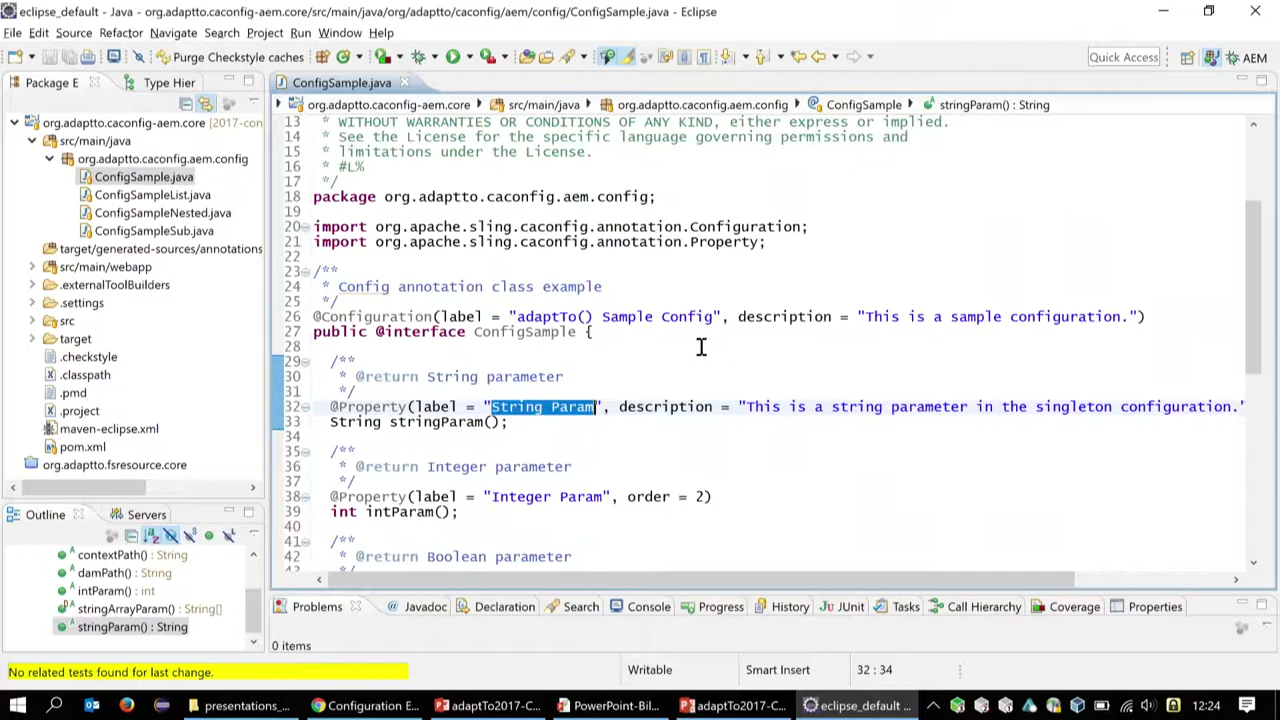 eclipse_default - Java - org.adaptto.caconfig-aem.core/src/main/java/org/adaptto/caconfig/aem/config/ConfigSample.java - Eclipse
File Edit Source Refactor Navigate Search Project Run Window Help
Purge Checkstyle caches
Quick Access
AEM
Package E
Type Hier
org.adaptto.caconfig-aem.core [2017-con
src/main/java
org.adaptto.caconfig.aem.config
ConfigSample.java
ConfigSampleList.java
ConfigSampleNested.java
ConfigSampleSub.java
target/generated-sources/annotations
src/main/webapp
.externalToolBuilders
.settings
src
target
.checkstyle
.classpath
.pmd
.project
maven-eclipse.xml
pom.xml
org.adaptto.fsresource.core
Outline
Servers
contextPath() : String
damPath() : String
intParam() : int
stringArrayParam() : String[]
stringParam() : String
ConfigSample.java
org.adaptto.caconfig-aem.core src/main/java org.adaptto.caconfig.aem.config ConfigSample stringParam() : String
13 * WITHOUT WARRANTIES OR CONDITIONS OF ANY KIND, either express or implied.
14 * See the License for the specific language governing permissions and
15 * limitations under the License.
16 * #L%
17 */
18 package org.adaptto.caconfig.aem.config;
19
20 import org.apache.sling.caconfig.annotation.Configuration;
21 import org.apache.sling.caconfig.annotation.Property;
22
23 /**
24 * Config annotation class example
25 */
26 @Configuration(label = "adaptTo() Sample Config", description = "This is a sample configuration.")
27 public @interface ConfigSample {
28
29 /**
30 * @return String parameter
31 */
32 @Property(label = "String Param", description = "This is a string parameter in the singleton configuration."
33 String stringParam();
34
35 /**
36 * @return Integer parameter
37 */
38 @Property(label = "Integer Param", order = 2)
39 int intParam();
40
41 /**
42 * @return Boolean parameter
Problems Javadoc Declaration Search Console Progress History JUnit Tasks Call Hierarchy Coverage Properties
0 items
No related tests found for last change.
Writable
Smart Insert
32 : 34
presentations_...
Configuration E...
adaptTo2017-C...
PowerPoint-Bil...
adaptTo2017-C...
eclipse_default ...
12:24